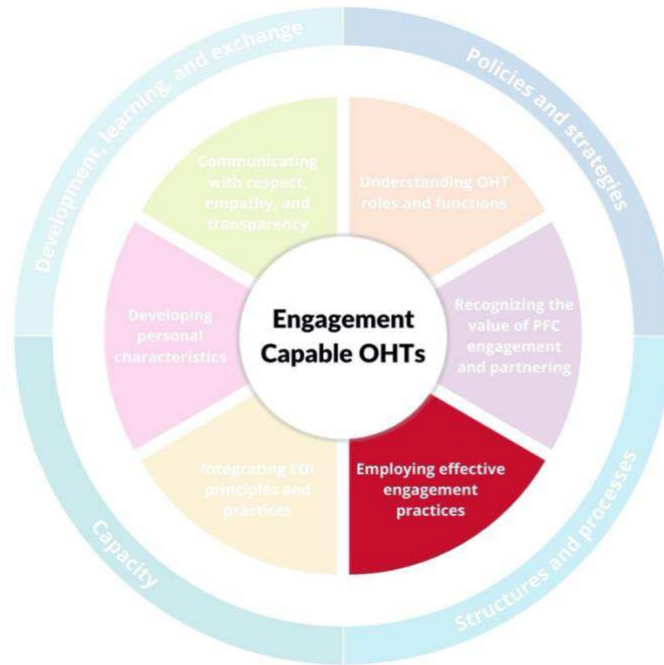 Development, learning, and exchange
Policies and strategies
Communicating
with respect,
empathy, and
transparency
Understanding OHT
roles and functions
Developing
personal
characteristics
Engagement
Capable OHTs
Recognizing the
value of PFC
engagement
and partnering
Integrating EDI
principles and
practices
Employing effective
engagement
practices
Capacity
Structures and processes